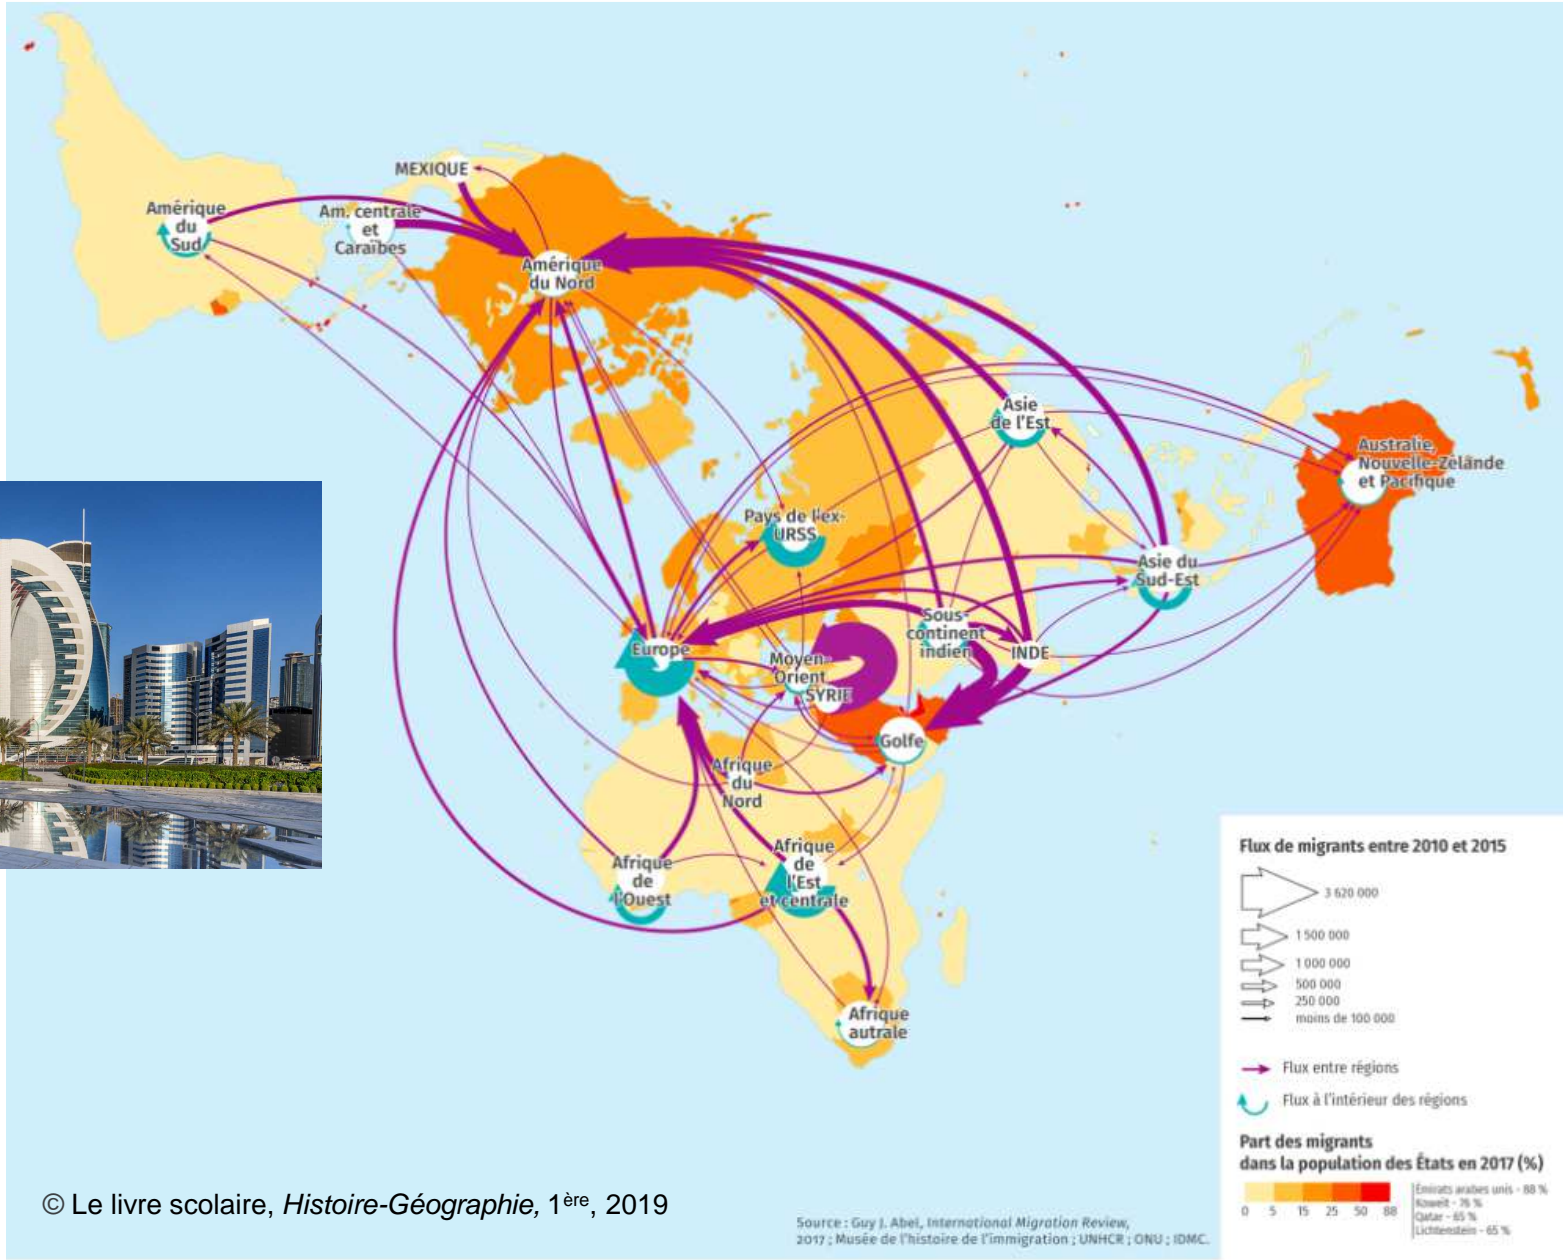 MEXIQUE
Amérique
du
Sud
Am. centrale
et
Caraïbes
Amérique
du Nord
Asie
de l'Est
Australie,
Nouvelle-Zélande
et Pacifique
Pays de l'ex-
URSS
Asie du
Sud-Est
Sous-
continent
indien
INDE
Europe
Moyen-
Orient
SYRIE
Golfe
Afrique
du
Nord
Afrique
de
l'Est
et centrale
Afrique
de
l'Ouest
Afrique
autrale
Flux de migrants entre 2010 et 2015
3 620 000
1 500 000
1 000 000
500 000
250 000
moins de 100 000
Flux entre régions
Flux à l'intérieur des régions
Part des migrants
dans la population des États en 2017 (%)
0 5 15 25 50 88
Émirats arabes unis - 88 %
Koweït - 76 %
Qatar - 65 %
Lichtenstein - 65 %
© Le livre scolaire, Histoire-Géographie, 1ère, 2019
Source : Guy J. Abel, International Migration Review,
2017 ; Musée de l'histoire de l'immigration ; UNHCR ; ONU ; IDMC.